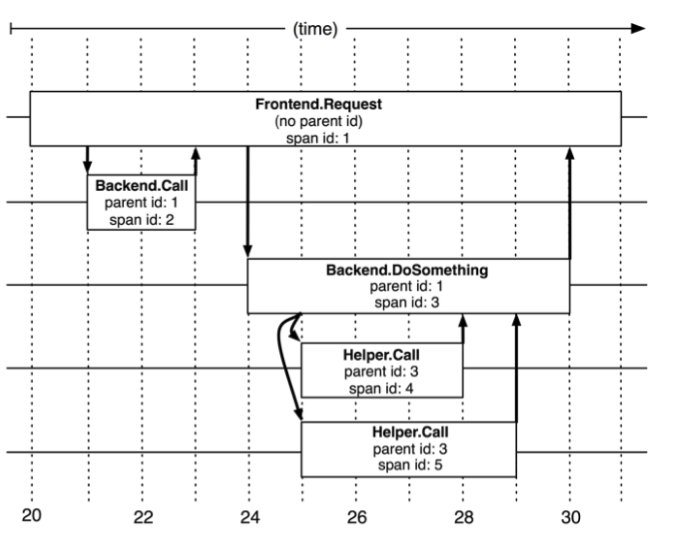 (time)
Frontend.Request
(no parent id)
span id: 1
Backend.Call
parent id: 1
span id: 2
Backend.DoSomething
parent id: 1
span id: 3
Helper.Call
parent id: 3
span id: 4
Helper.Call
parent id: 3
span id: 5
20 22 24 26 28 30